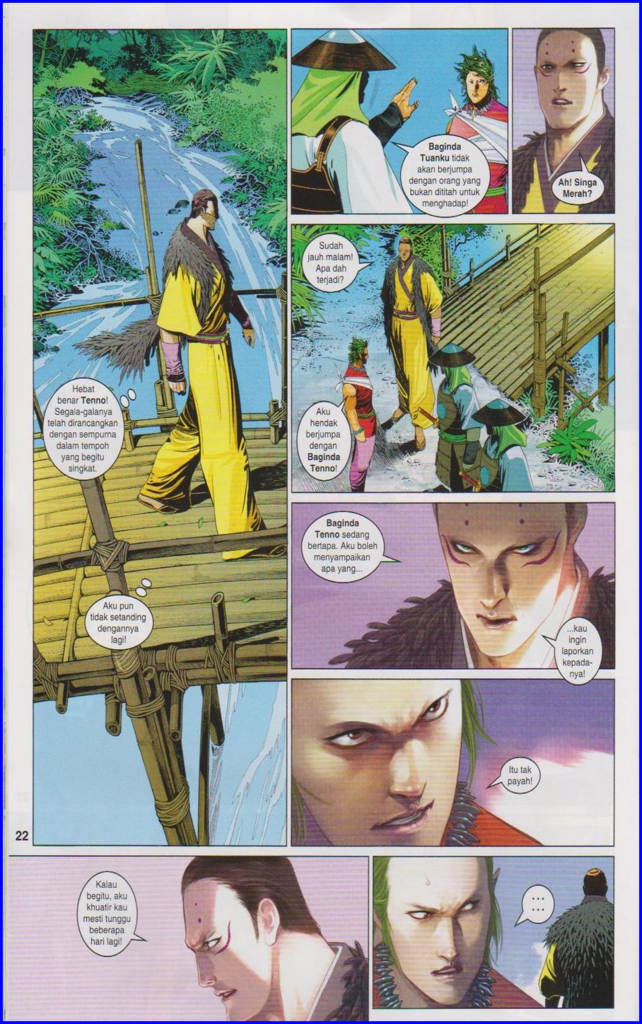 Hebat
benar Tenno!
Segala-galanya
telah dirancangkan
dengan sempurna
dalam tempoh
yang begitu
singkat.
Aku pun
tidak setanding
dengannya
lagi!
Baginda
Tuanku tidak
akan berjumpa
dengan orang yang
bukan dititah untuk
menghadap!
Ah! Singa
Merah?
Sudah
jauh malam!
Apa dah
terjadi?
Aku
hendak
berjumpa
dengan
Baginda
Tenno!
Baginda
Tenno sedang
bertapa. Aku boleh
menyampaikan
apa yang...
...kau
ingin
laporkan
kepada-
nya!
Itu tak
payah!
22
Kalau
begitu, aku
khuatir kau
mesti tunggu
beberapa
hari lagi!
...
...